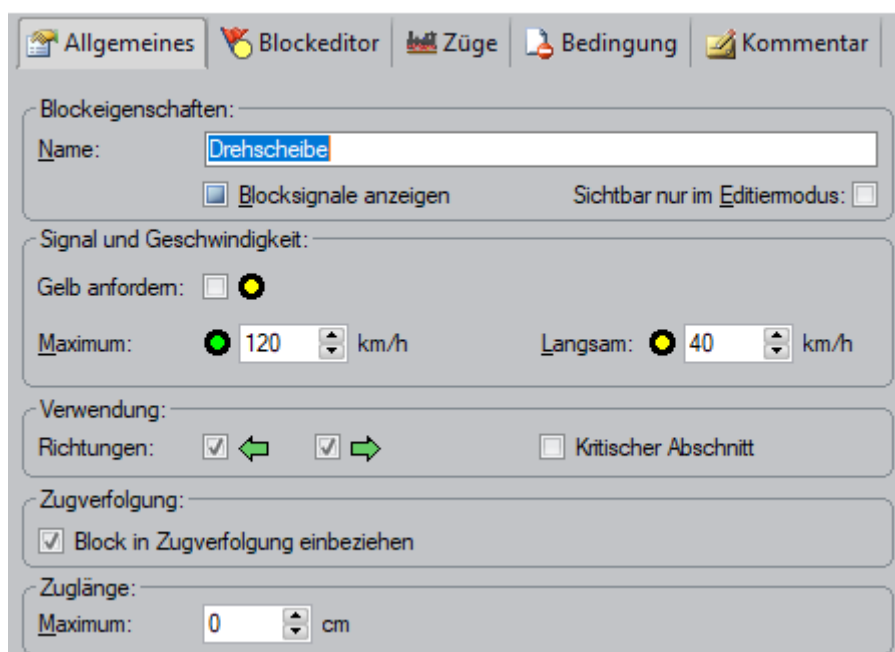 Allgemeines Blockeditor Züge Bedingung Kommentar
Blockeigenschaften:
Name: Drehscheibe
Blocksignale anzeigen Sichtbar nur im Editiermodus:
Signal und Geschwindigkeit:
Gelb anfordern:
Maximum: 120 km/h Langsam: 40 km/h
Verwendung:
Richtungen: Kritischer Abschnitt
Zugverfolgung:
Block in Zugverfolgung einbeziehen
Zuglänge:
Maximum: 0 cm